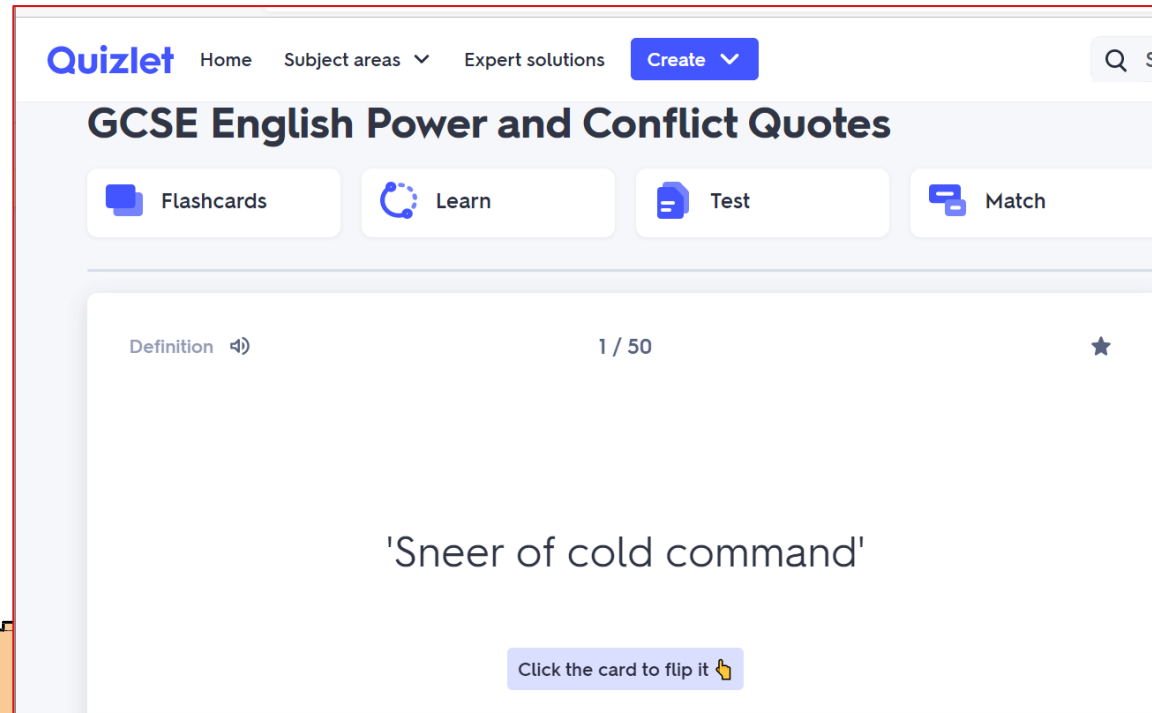 Quizlet Home Subject areas Expert solutions Create S
GCSE English Power and Conflict Quotes
Flashcards Learn Test Match
Definition 1 / 50
'Sneer of cold command'
Click the card to flip it